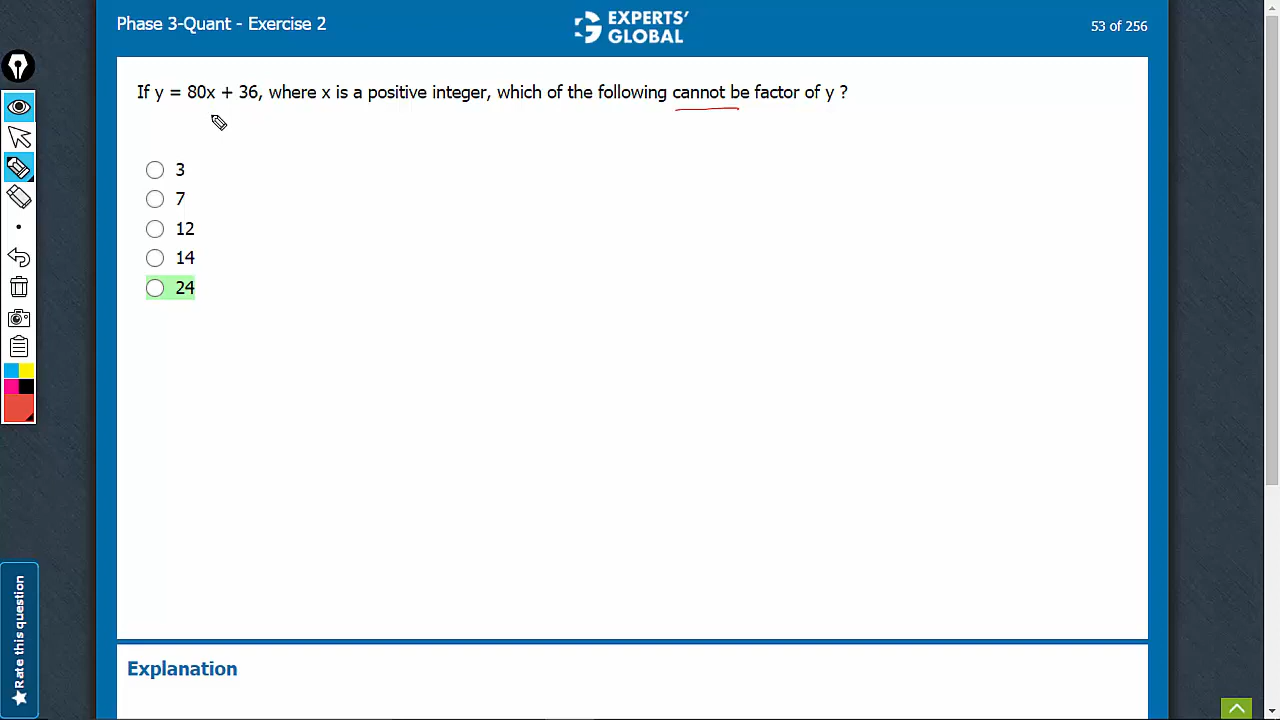 Phase 3-Quant - Exercise 2
EXPERTS'
GLOBAL
53 of 256
If y = 80x + 36, where x is a positive integer, which of the following cannot be factor of y ?
3
7
12
14
24
Rate this question
Explanation